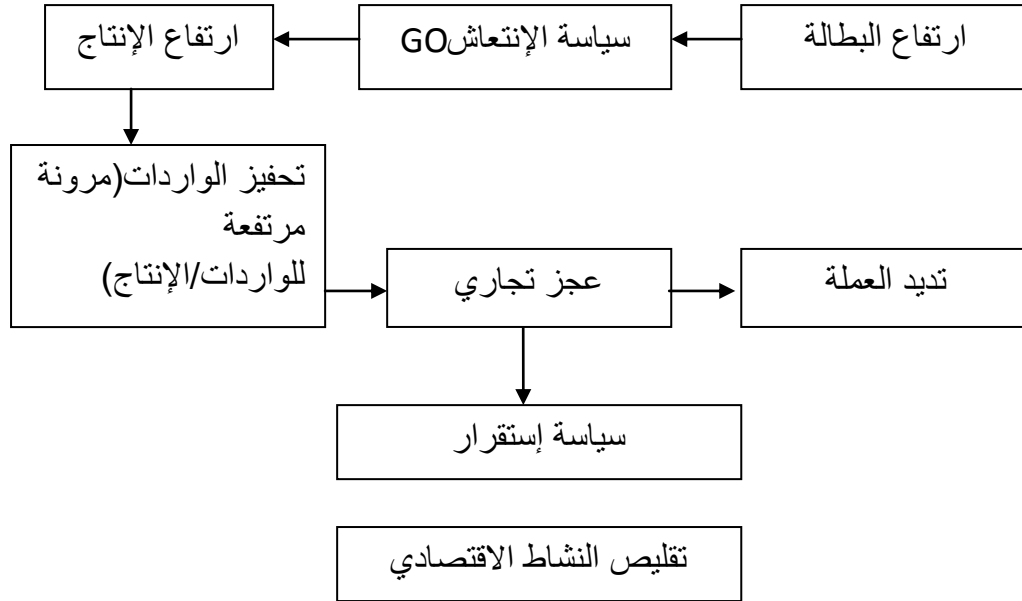 ارتفاع البطالة
سياسة الإنتعاشGO
ارتفاع الإنتاج
تحفيز الواردات(مرونة
مرتفعة
للواردات/الإنتاج)
عجز تجاري
تديد العملة
سياسة إستقرار
تقليص النشاط الاقتصادي